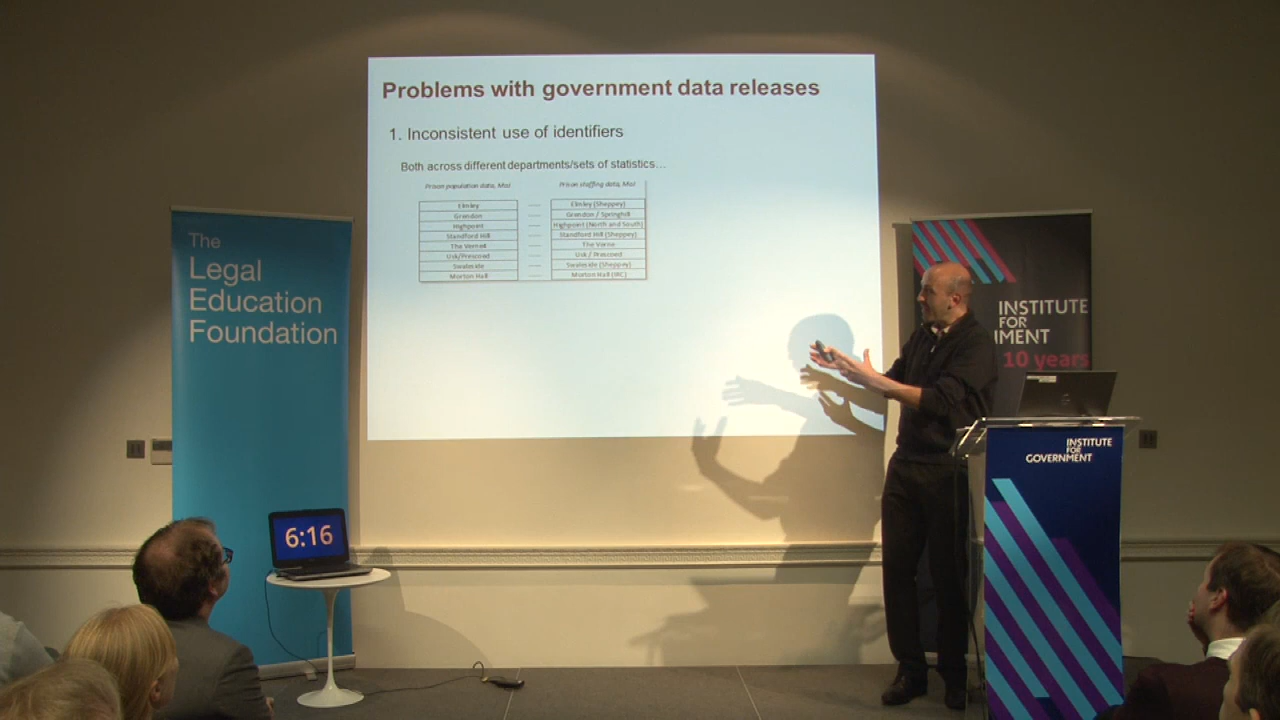 Problems with government data releases
1. Inconsistent use of identifiers
Both across different departments/sets of statistics...
Prison population data, MoJ
Prison staffing data, MoJ
Elmley
Elmley (Sheppey)
Grendon
Grendon / Springhill
Highpoint
Highpoint (North and South)
Standford Hill
Standford Hill (Sheppey)
The Verne
The Verne
Usk/Prescoed
Usk / Prescoed
Swaleside
Swaleside (Sheppey)
Morton Hall
Morton Hall (IRC)
The
Legal
Education
Foundation
6:16
INSTITUTE
FOR
10 years
INSTITUTE
FOR
GOVERNMENT